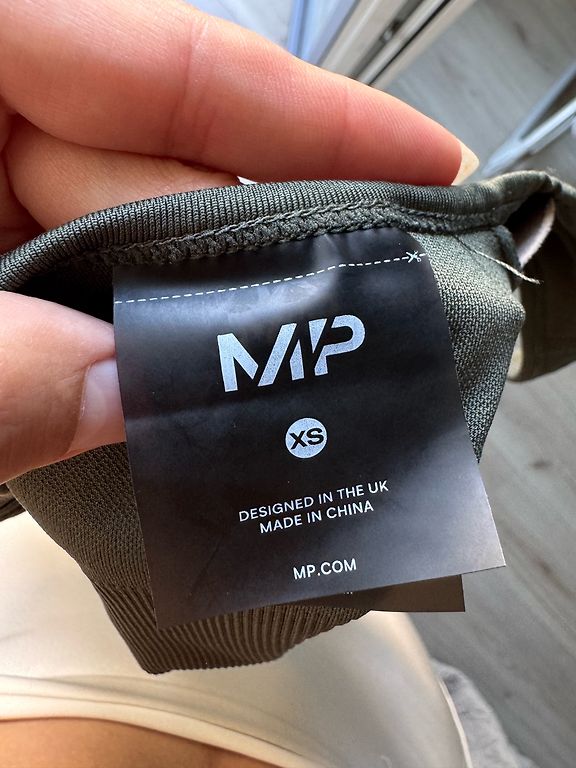 MP
XS
DESIGNED IN THE UK
MADE IN CHINA
MP.COM